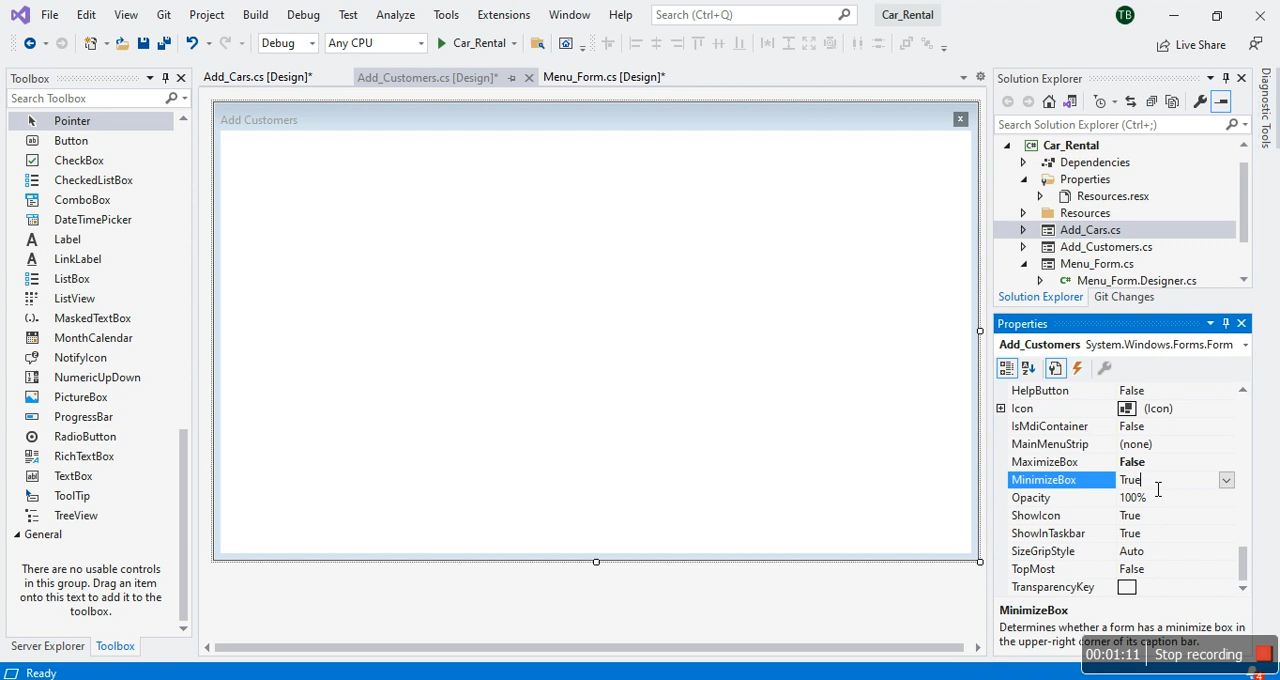 File Edit View Git Project Build Debug Test Analyze Tools Extensions Window Help Search (Ctrl+Q) Car_Rental TB
Debug Any CPU Car_Rental Live Share
Toolbox
Search Toolbox
Pointer
Button
CheckBox
CheckedListBox
ComboBox
DateTimePicker
Label
LinkLabel
ListBox
ListView
MaskedTextBox
MonthCalendar
NotifyIcon
NumericUpDown
PictureBox
ProgressBar
RadioButton
RichTextBox
TextBox
ToolTip
TreeView
General
There are no usable controls
in this group. Drag an item
onto this text to add it to the
toolbox.
Server Explorer Toolbox
Add_Cars.cs [Design]* Add_Customers.cs [Design]* Menu_Form.cs [Design]*
Add Customers
Solution Explorer
Search Solution Explorer (Ctrl+;)
Car_Rental
Dependencies
Properties
Resources.resx
Resources
Add_Cars.cs
Add_Customers.cs
Menu_Form.cs
Menu_Form.Designer.cs
Solution Explorer Git Changes
Diagnostic Tools
Properties
Add_Customers System.Windows.Forms.Form
HelpButton False
Icon (Icon)
IsMdiContainer False
MainMenuStrip (none)
MaximizeBox False
MinimizeBox True
Opacity 100%
ShowIcon True
ShowInTaskbar True
SizeGripStyle Auto
TopMost False
TransparencyKey
MinimizeBox
Determines whether a form has a minimize box in
the upper-right corner of its caption bar.
00:01:11 Stop recording
Ready 4